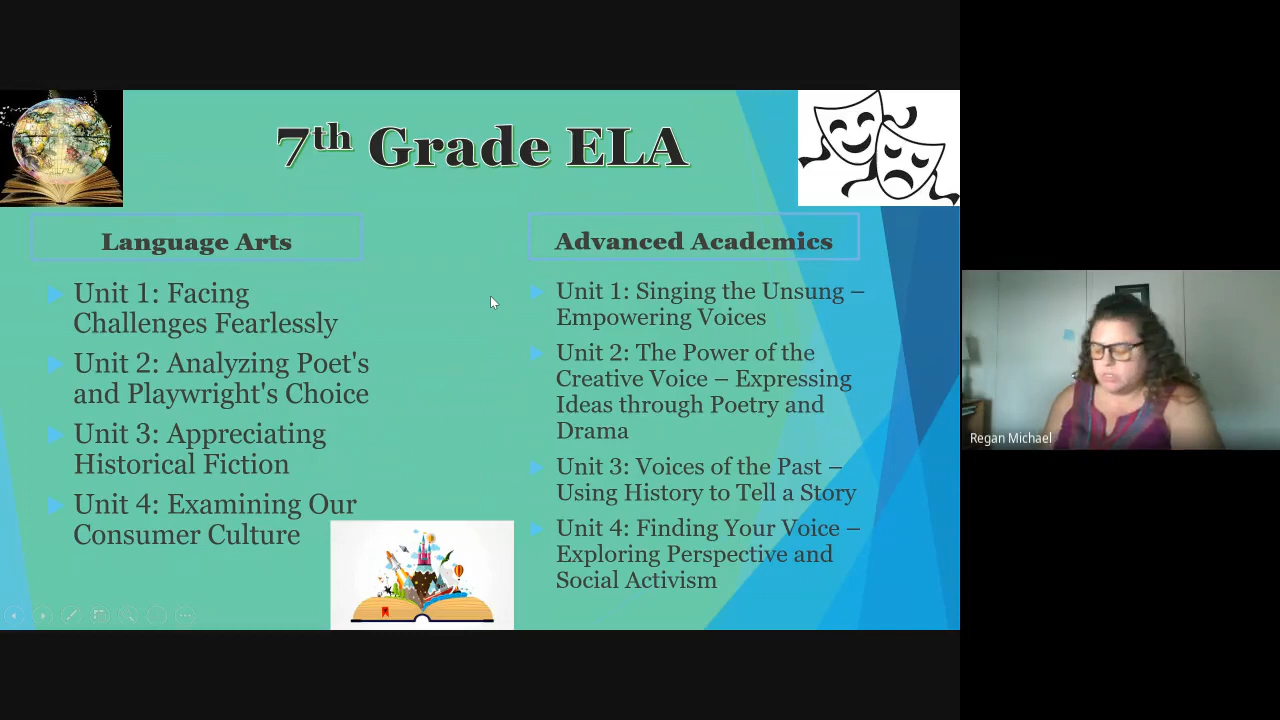 7th Grade ELA
Language Arts
Unit 1: Facing
Challenges Fearlessly
Unit 2: Analyzing Poet's
and Playwright's Choice
Unit 3: Appreciating
Historical Fiction
Unit 4: Examining Our
Consumer Culture
Advanced Academics
Unit 1: Singing the Unsung –
Empowering Voices
Unit 2: The Power of the
Creative Voice – Expressing
Ideas through Poetry and
Drama
Unit 3: Voices of the Past –
Using History to Tell a Story
Unit 4: Finding Your Voice –
Exploring Perspective and
Social Activism
Regan Michael